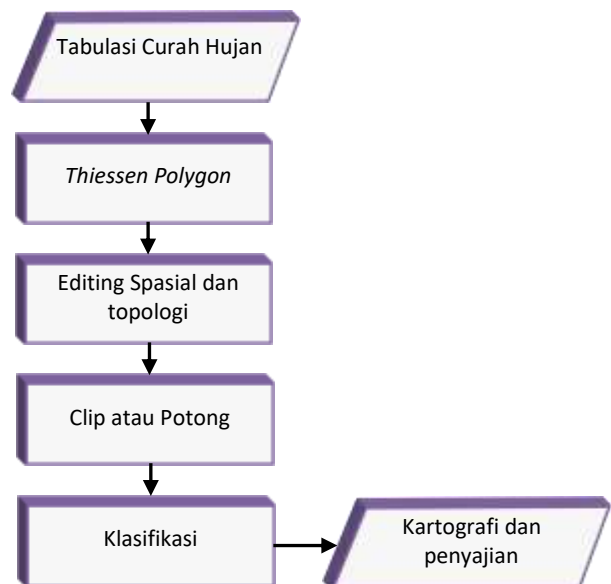 Tabulasi Curah Hujan
Thiessen Polygon
Editing Spasial dan
topologi
Clip atau Potong
Klasifikasi
Kartografi dan
penyajian